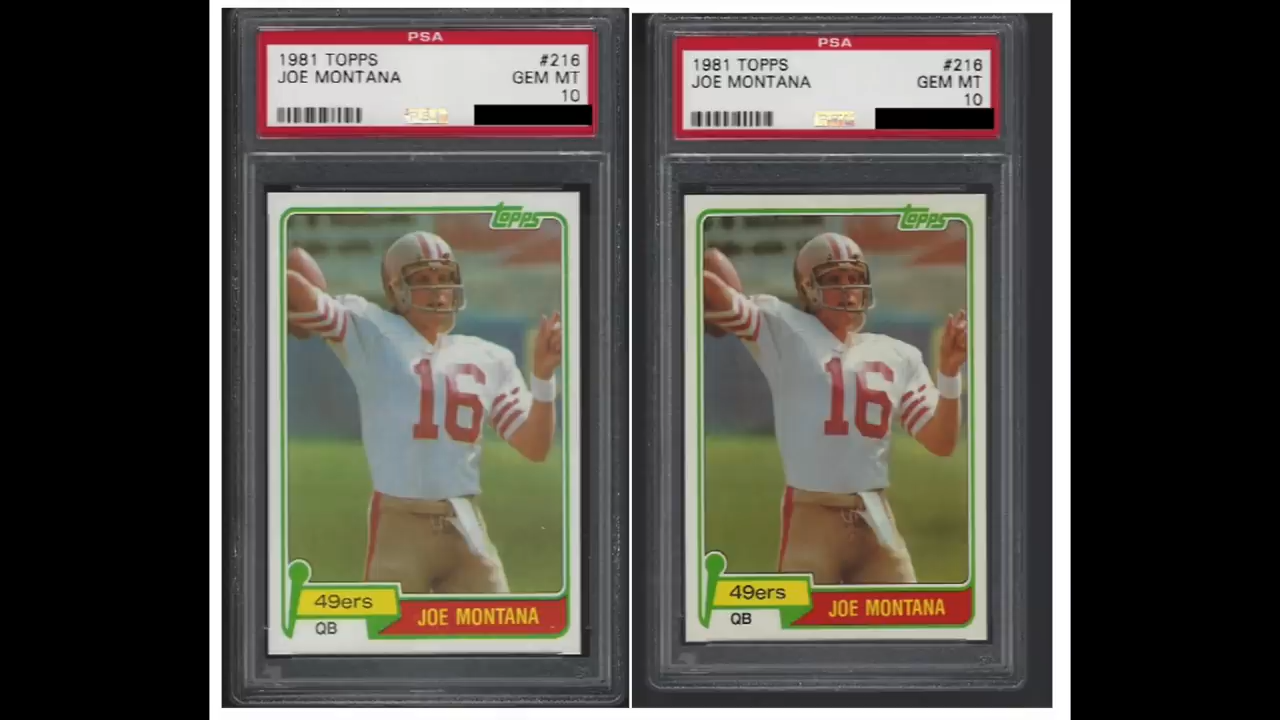 PSA
1981 TOPPS #216
JOE MONTANA GEM MT
10
topps
16
49ers
QB
JOE MONTANA
PSA
1981 TOPPS #216
JOE MONTANA GEM MT
10
topps
16
49ers
QB
JOE MONTANA